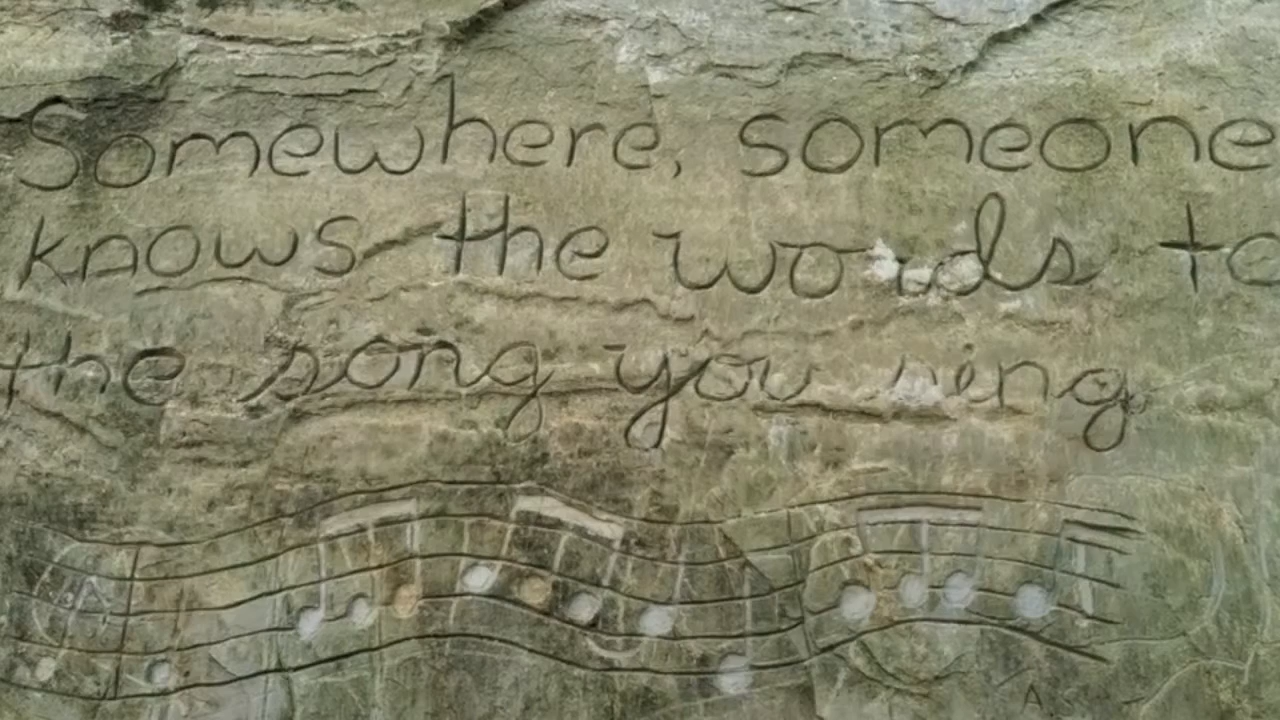 Somewhere, someone
knows the words to
the song you sing
A.S.